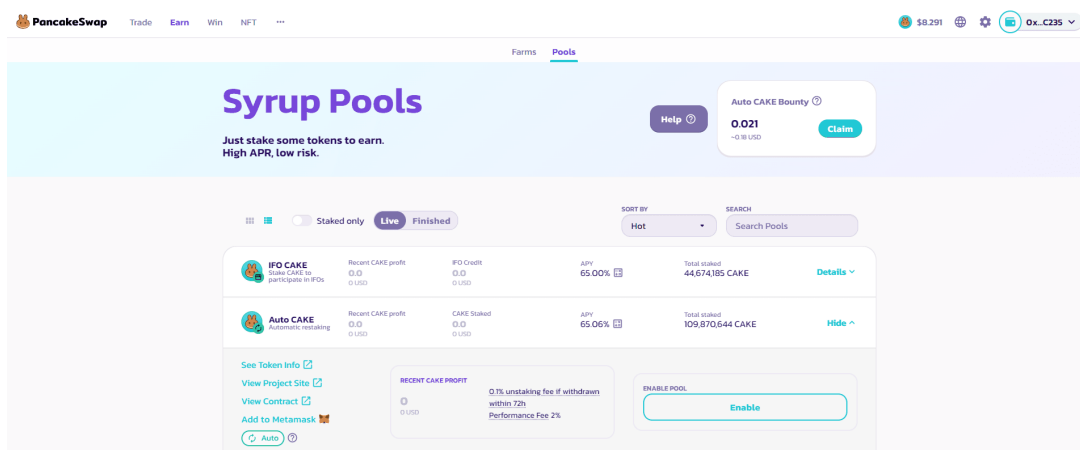 PancakeSwap
Trade Earn Win NFT ...
$8.291
0x...C235
Farms Pools
Syrup Pools
Just stake some tokens to earn.
High APR, low risk.
Help
Auto CAKE Bounty
0.021
~0.18 USD
Claim
Staked only
Live Finished
SORT BY
Hot
SEARCH
Search Pools
IFO CAKE
Stake CAKE to
participate in IFOs
Recent CAKE profit
0.0
0 USD
IFO Credit
0.0
0 USD
APY
65.00%
Total staked
44,674,185 CAKE
Details
Auto CAKE
Automatic restaking
Recent CAKE profit
0.0
0 USD
CAKE Staked
0.0
0 USD
APY
65.06%
Total staked
109,870,644 CAKE
Hide
See Token Info
View Project Site
View Contract
Add to Metamask
Auto
RECENT CAKE PROFIT
0
0 USD
0.1% unstaking fee if withdrawn
within 72h
Performance Fee 2%
ENABLE POOL
Enable